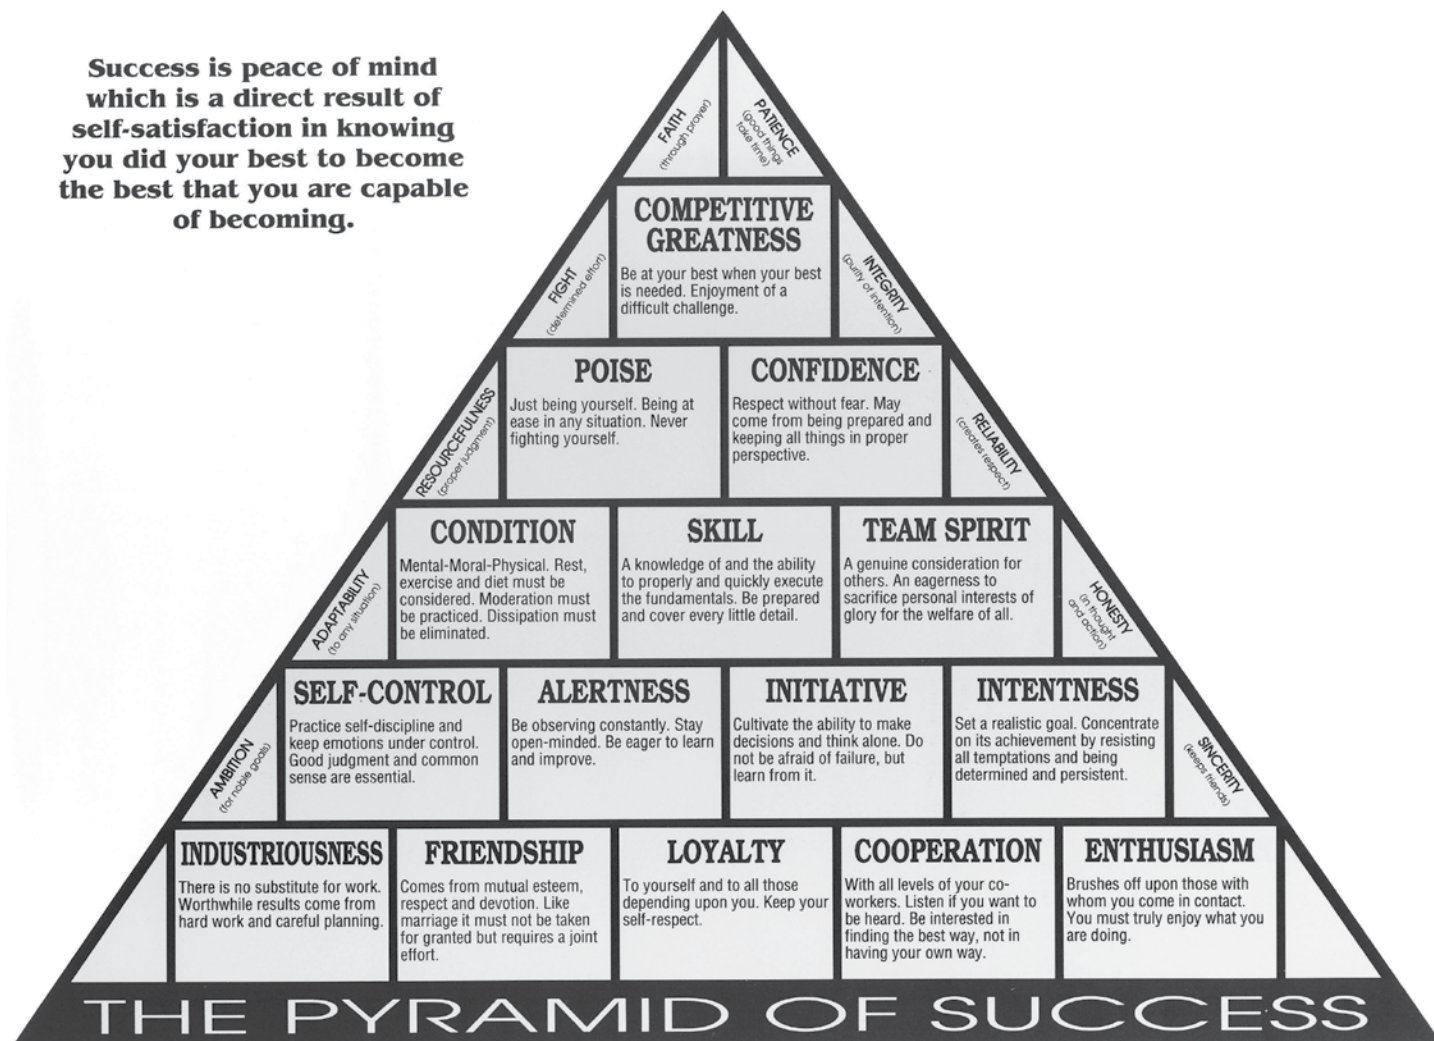 Success is peace of mind
which is a direct result of
self-satisfaction in knowing
you did your best to become
the best that you are capable
of becoming.
FAITH
(through prayer)
PATIENCE
(good things
take time)
COMPETITIVE
GREATNESS
Be at your best when your best
is needed. Enjoyment of a
difficult challenge.
FIGHT
(determined effort)
INTEGRITY
(purity of intention)
POISE
Just being yourself. Being at
ease in any situation. Never
fighting yourself.
CONFIDENCE
Respect without fear. May
come from being prepared and
keeping all things in proper
perspective.
RESOURCEFULNESS
(proper judgment)
RELIABILITY
(creates respect)
CONDITION
Mental-Moral-Physical. Rest,
exercise and diet must be
considered. Moderation must
be practiced. Dissipation must
be eliminated.
SKILL
A knowledge of and the ability
to properly and quickly execute
the fundamentals. Be prepared
and cover every little detail.
TEAM SPIRIT
A genuine consideration for
others. An eagerness to
sacrifice personal interests of
glory for the welfare of all.
ADAPTABILITY
(to any situation)
HONESTY
(in thought
and action)
SELF-CONTROL
Practice self-discipline and
keep emotions under control.
Good judgment and common
sense are essential.
ALERTNESS
Be observing constantly. Stay
open-minded. Be eager to learn
and improve.
INITIATIVE
Cultivate the ability to make
decisions and think alone. Do
not be afraid of failure, but
learn from it.
INTENTNESS
Set a realistic goal. Concentrate
on its achievement by resisting
all temptations and being
determined and persistent.
AMBITION
(for noble goals)
SINCERITY
(keeps friends)
INDUSTRIOUSNESS
There is no substitute for work.
Worthwhile results come from
hard work and careful planning.
FRIENDSHIP
Comes from mutual esteem,
respect and devotion. Like
marriage it must not be taken
for granted but requires a joint
effort.
LOYALTY
To yourself and to all those
depending upon you. Keep your
self-respect.
COOPERATION
With all levels of your co-
workers. Listen if you want to
be heard. Be interested in
finding the best way, not in
having your own way.
ENTHUSIASM
Brushes off upon those with
whom you come in contact.
You must truly enjoy what you
are doing.
THE PYRAMID OF SUCCESS